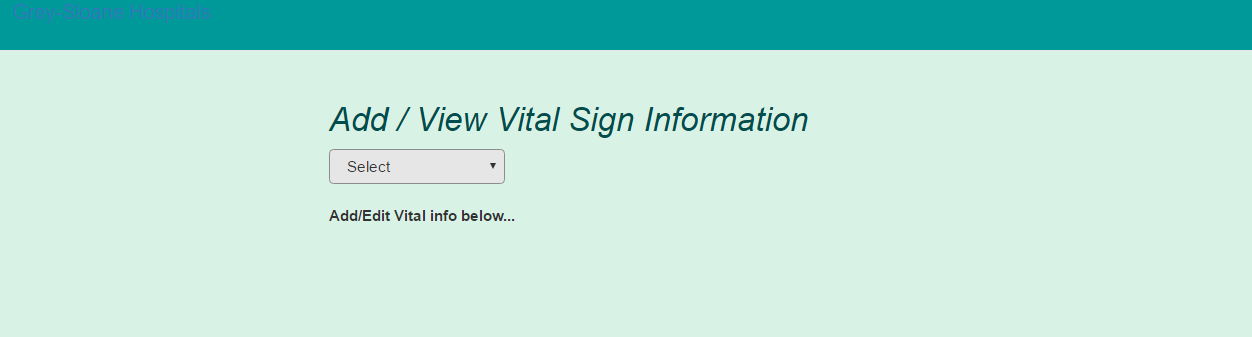 Grey-Sloane Hospitals
Add / View Vital Sign Information
Select
Add/Edit Vital info below...